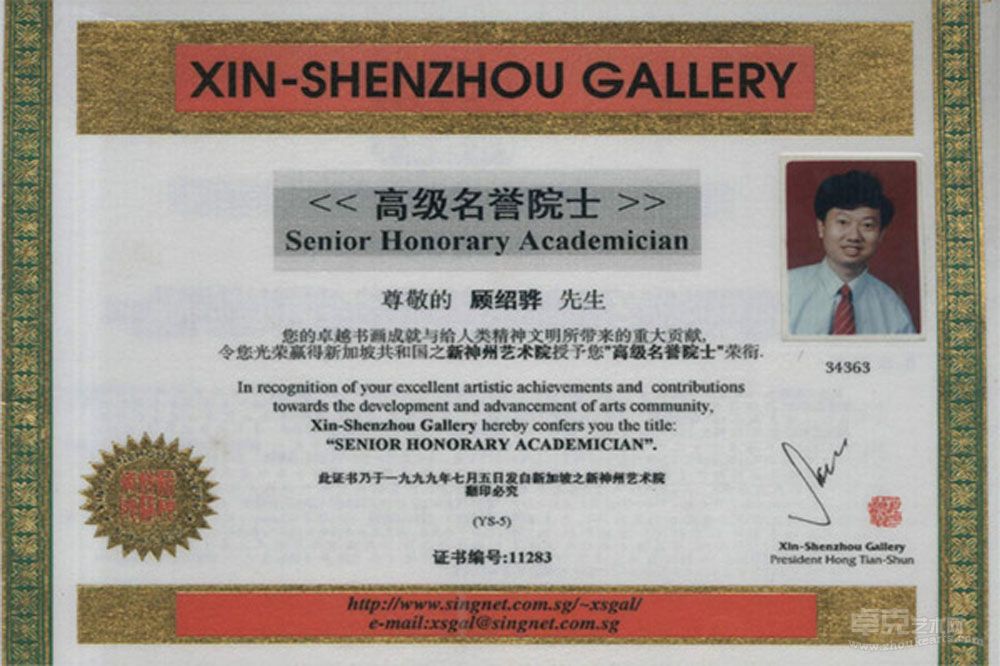 XIN-SHENZHOU GALLERY
<< 高级名誉院士 >>
Senior Honorary Academician
尊敬的 顾绍骅 先生
您的卓越书画成就与给人类精神文明所带来的重大贡献,
令您光荣赢得新加坡共和国之新神州艺术院授予您"高级名誉院士"荣衔.
34363
In recognition of your excellent artistic achievements and contributions
towards the development and advancement of arts community,
Xin-Shenzhou Gallery hereby confers you the title:
“SENIOR HONORARY ACADEMICIAN”.
此证书乃于一九九九年七月五日发自新加坡之新神州艺术院
翻印必究
(YS-5)
证书编号:11283
Xin-Shenzhou Gallery
President Hong Tian-Shun
http://www.singnet.com.sg/~xsgal/
e-mail:xsgal@singnet.com.sg
卓克艺术网
www.zhoukearts.com